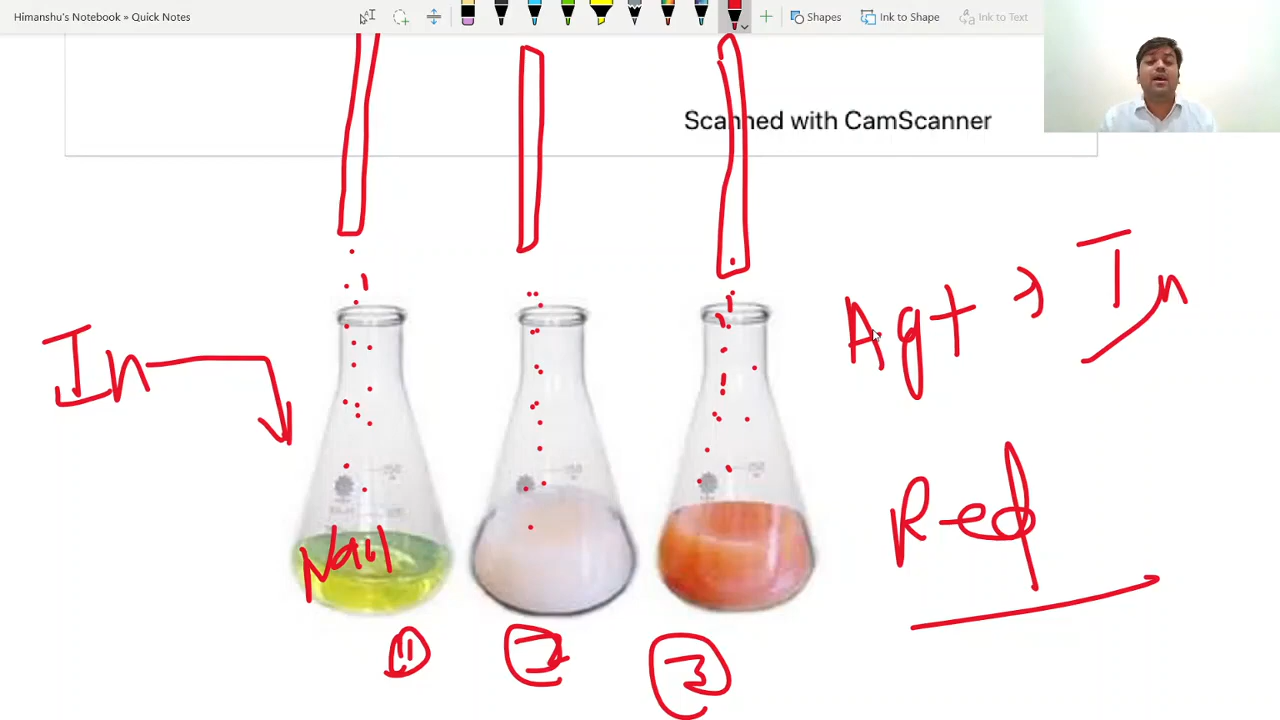 Himanshu's Notebook » Quick Notes
Shapes
Ink to Shape
Ink to Text
Scanned with CamScanner
In
Ag+ → In
Red
NaCl
1
2
3